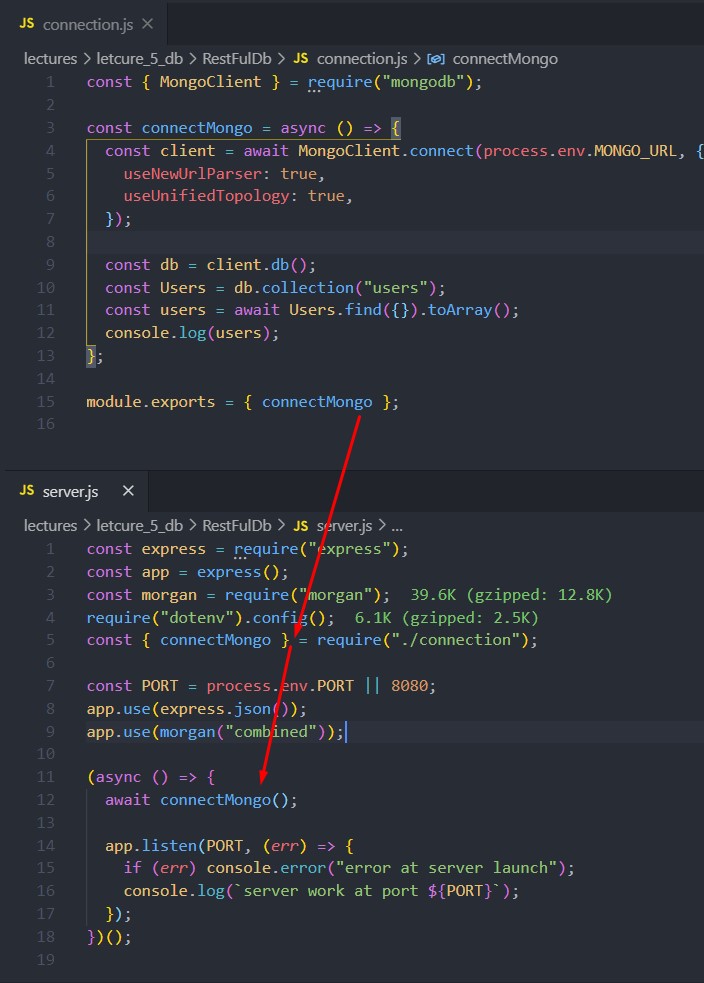 JS connection.js ×
lectures > letcure_5_db > RestFulDb > JS connection.js > connectMongo
1 const { MongoClient } = require("mongodb");
2
3 const connectMongo = async () => {
4 const client = await MongoClient.connect(process.env.MONGO_URL, {
5 useNewUrlParser: true,
6 useUnifiedTopology: true,
7 });
8
9 const db = client.db();
10 const Users = db.collection("users");
11 const users = await Users.find({}).toArray();
12 console.log(users);
13 };
14
15 module.exports = { connectMongo };
16
JS server.js ×
lectures > letcure_5_db > RestFulDb > JS server.js > ...
1 const express = require("express");
2 const app = express();
3 const morgan = require("morgan"); 39.6K (gzipped: 12.8K)
4 require("dotenv").config(); 6.1K (gzipped: 2.5K)
5 const { connectMongo } = require("./connection");
6
7 const PORT = process.env.PORT || 8080;
8 app.use(express.json());
9 app.use(morgan("combined"));
10
11 (async () => {
12 await connectMongo();
13
14 app.listen(PORT, (err) => {
15 if (err) console.error("error at server launch");
16 console.log(`server work at port ${PORT}`);
17 });
18 })();
19